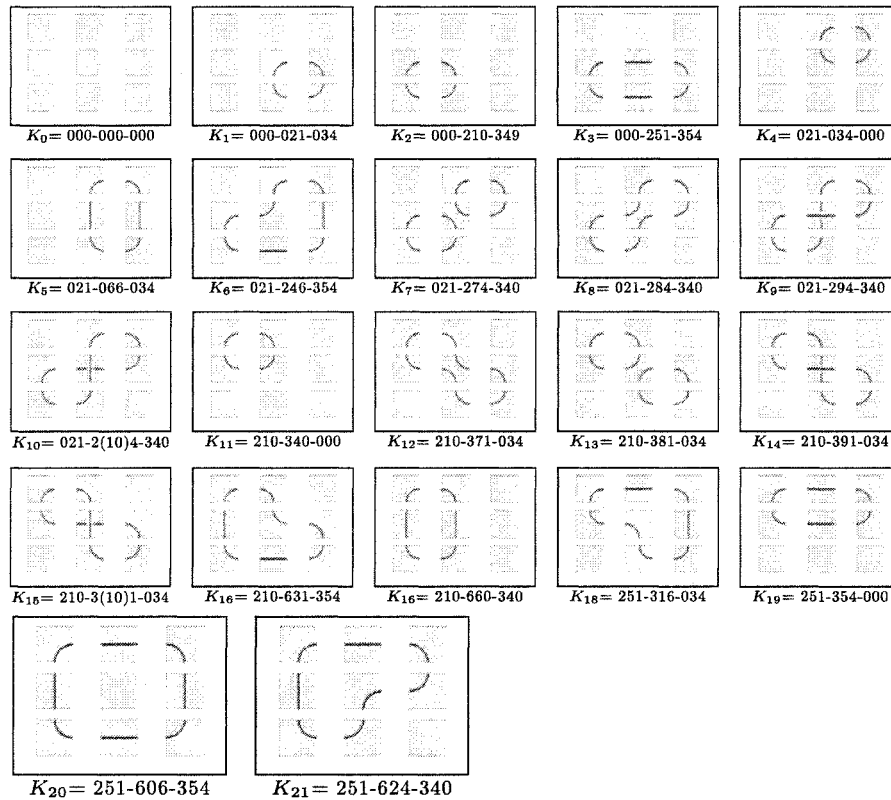 K₀= 000-000-000 K₁= 000-021-034 K₂= 000-210-349 K₃= 000-251-354 K₄= 021-034-000
K₅= 021-066-034 K₆= 021-246-354 K₇= 021-274-340 K₈= 021-284-340 K₉= 021-294-340
K₁₀= 021-2(10)4-340 K₁₁= 210-340-000 K₁₂= 210-371-034 K₁₃= 210-381-034 K₁₄= 210-391-034
K₁₅= 210-3(10)1-034 K₁₆= 210-631-354 K₁₆= 210-660-340 K₁₈= 251-316-034 K₁₉= 251-354-000
K₂₀= 251-606-354 K₂₁= 251-624-340